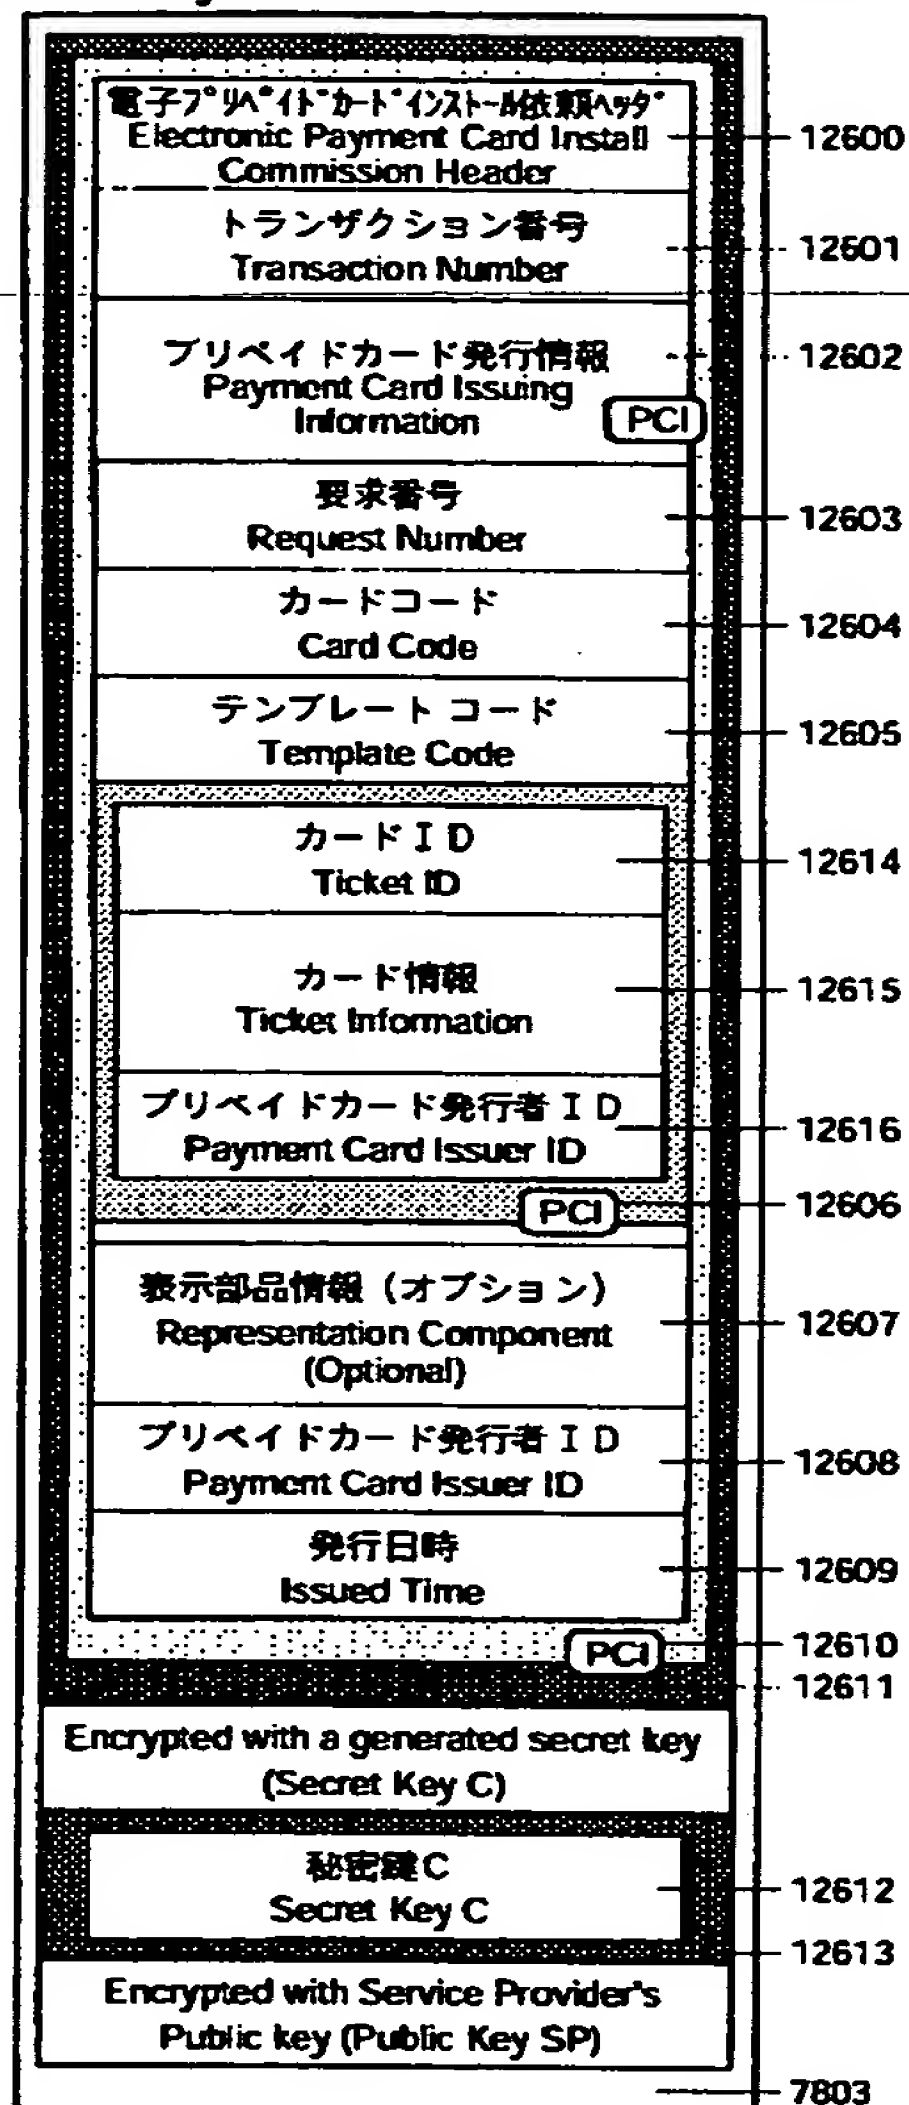 電子プリペイドカードインストール依頼ヘッダ
Electronic Payment Card Install
Commission Header
12600
トランザクション番号
Transaction Number
12601
プリペイドカード発行情報
Payment Card Issuing
Information
PCI
12602
要求番号
Request Number
12603
カードコード
Card Code
12604
テンプレートコード
Template Code
12605
カードID
Ticket ID
12614
カード情報
Ticket Information
12615
プリペイドカード発行者ID
Payment Card Issuer ID
12616
PCI
12606
表示部品情報(オプション)
Representation Component
(Optional)
12607
プリペイドカード発行者ID
Payment Card Issuer ID
12608
発行日時
Issued Time
12609
PCI
12610
12611
Encrypted with a generated secret key
(Secret Key C)
秘密鍵C
Secret Key C
12612
12613
Encrypted with Service Provider's
Public key (Public Key SP)
7803